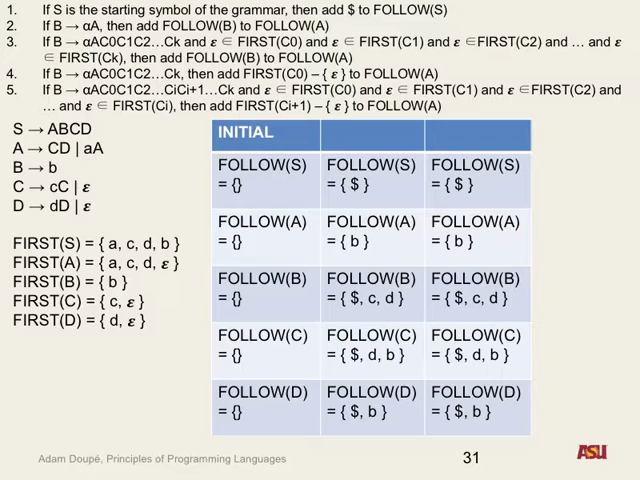 1. If S is the starting symbol of the grammar, then add $ to FOLLOW(S)
2. If B → αA, then add FOLLOW(B) to FOLLOW(A)
3. If B → αAC0C1C2…Ck and ε ∈ FIRST(C0) and ε ∈ FIRST(C1) and ε ∈FIRST(C2) and … and ε
∈ FIRST(Ck), then add FOLLOW(B) to FOLLOW(A)
4. If B → αAC0C1C2…Ck, then add FIRST(C0) – { ε } to FOLLOW(A)
5. If B → αAC0C1C2…CiCi+1…Ck and ε ∈ FIRST(C0) and ε ∈ FIRST(C1) and ε ∈FIRST(C2) and
… and ε ∈ FIRST(Ci), then add FIRST(Ci+1) – { ε } to FOLLOW(A)
S → ABCD
A → CD | aA
B → b
C → cC | ε
D → dD | ε
FIRST(S) = { a, c, d, b }
FIRST(A) = { a, c, d, ε }
FIRST(B) = { b }
FIRST(C) = { c, ε }
FIRST(D) = { d, ε }
INITIAL
FOLLOW(S) FOLLOW(S) FOLLOW(S)
= {} = { $ } = { $ }
FOLLOW(A) FOLLOW(A) FOLLOW(A)
= {} = { b } = { b }
FOLLOW(B) FOLLOW(B) FOLLOW(B)
= {} = { $, c, d } = { $, c, d }
FOLLOW(C) FOLLOW(C) FOLLOW(C)
= {} = { $, d, b } = { $, d, b }
FOLLOW(D) FOLLOW(D) FOLLOW(D)
= {} = { $, b } = { $, b }
Adam Doupé, Principles of Programming Languages 31 ASU